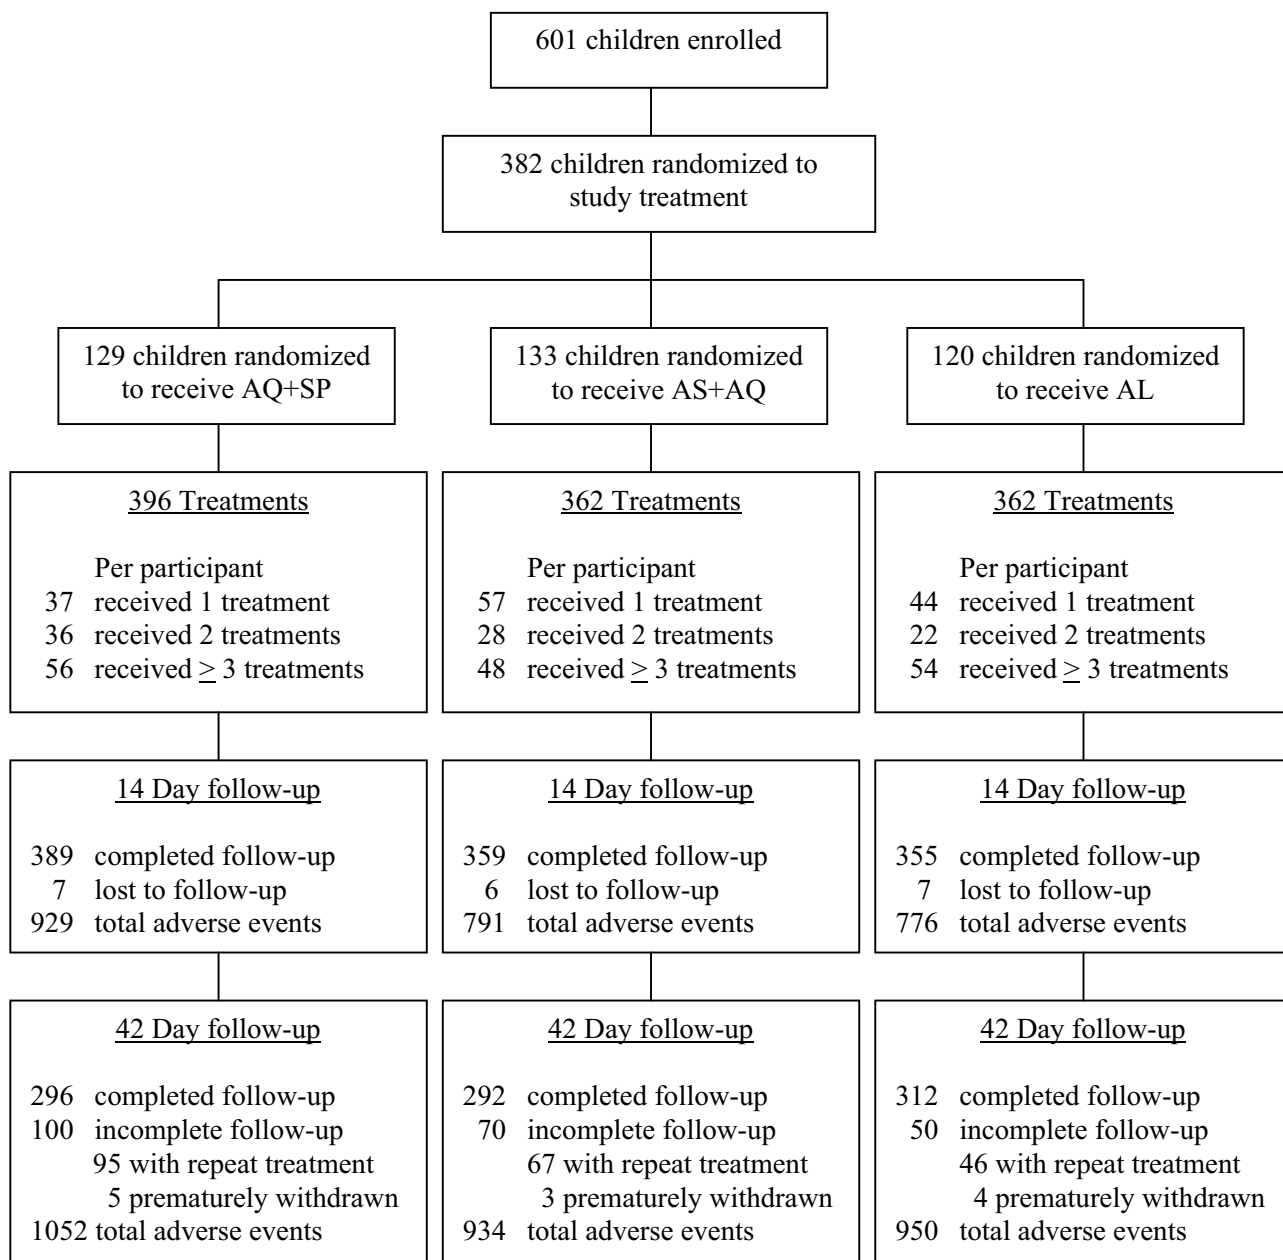 601 children enrolled
382 children randomized to
study treatment
129 children randomized
to receive AQ+SP
133 children randomized
to receive AS+AQ
120 children randomized
to receive AL
396 Treatments
Per participant
37 received 1 treatment
36 received 2 treatments
56 received ≥ 3 treatments
362 Treatments
Per participant
57 received 1 treatment
28 received 2 treatments
48 received ≥ 3 treatments
362 Treatments
Per participant
44 received 1 treatment
22 received 2 treatments
54 received ≥ 3 treatments
14 Day follow-up
389 completed follow-up
7 lost to follow-up
929 total adverse events
14 Day follow-up
359 completed follow-up
6 lost to follow-up
791 total adverse events
14 Day follow-up
355 completed follow-up
7 lost to follow-up
776 total adverse events
42 Day follow-up
296 completed follow-up
100 incomplete follow-up
95 with repeat treatment
5 prematurely withdrawn
1052 total adverse events
42 Day follow-up
292 completed follow-up
70 incomplete follow-up
67 with repeat treatment
3 prematurely withdrawn
934 total adverse events
42 Day follow-up
312 completed follow-up
50 incomplete follow-up
46 with repeat treatment
4 prematurely withdrawn
950 total adverse events